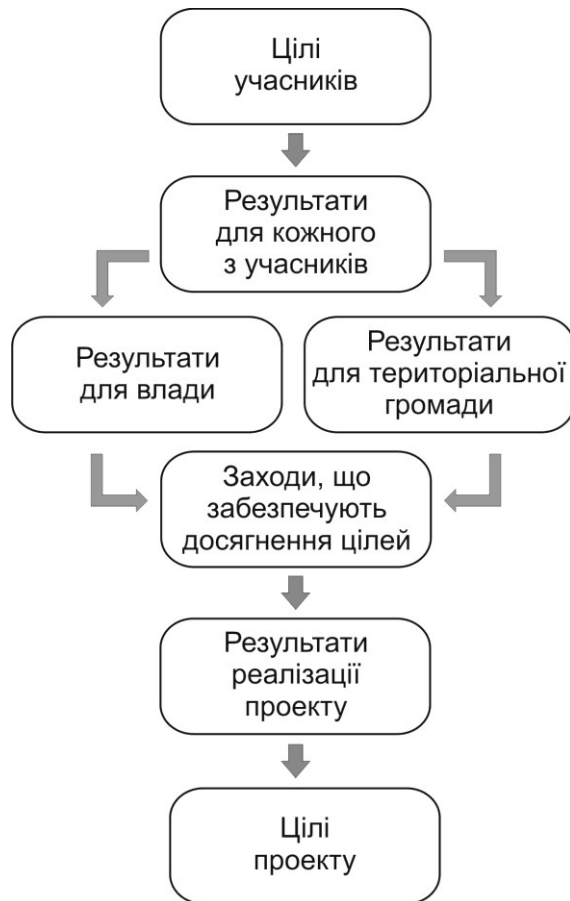 Цілі
учасників
Результати
для кожного
з учасників
Результати
для влади
Результати
для територіальної
громади
Заходи, що
забезпечують
досягнення цілей
Результати
реалізації
проекту
Цілі
проекту